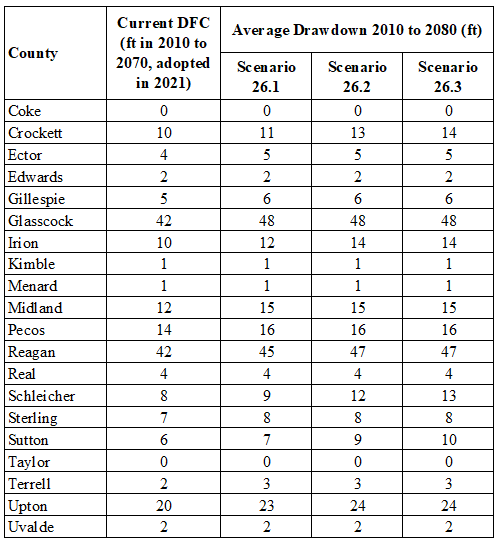 County
Current DFC
(ft in 2010 to
2070, adopted
in 2021)
Average Drawdown 2010 to 2080 (ft)
Scenario
26.1
Scenario
26.2
Scenario
26.3
Coke 0 0 0 0
Crockett 10 11 13 14
Ector 4 5 5 5
Edwards 2 2 2 2
Gillespie 5 6 6 6
Glasscock 42 48 48 48
Irion 10 12 14 14
Kimble 1 1 1 1
Menard 1 1 1 1
Midland 12 15 15 15
Pecos 14 16 16 16
Reagan 42 45 47 47
Real 4 4 4 4
Schleicher 8 9 12 13
Sterling 7 8 8 8
Sutton 6 7 9 10
Taylor 0 0 0 0
Terrell 2 3 3 3
Upton 20 23 24 24
Uvalde 2 2 2 2